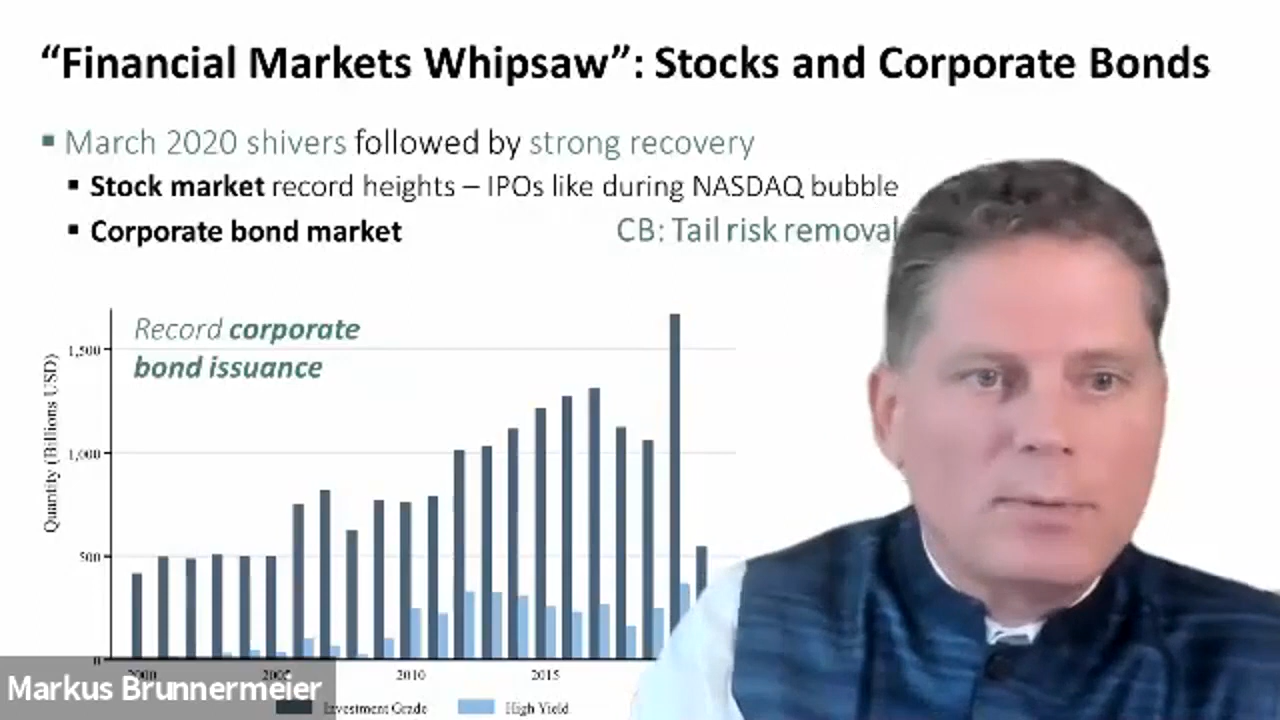 “Financial Markets Whipsaw”: Stocks and Corporate Bonds
▪ March 2020 shivers followed by strong recovery
▪ Stock market record heights – IPOs like during NASDAQ bubble
▪ Corporate bond market CB: Tail risk removal
Record corporate
bond issuance
Quantity (Billions USD)
1,500
1,000
500
0
2000 2005 2010 2015
Investment Grade High Yield
Markus Brunnermeier